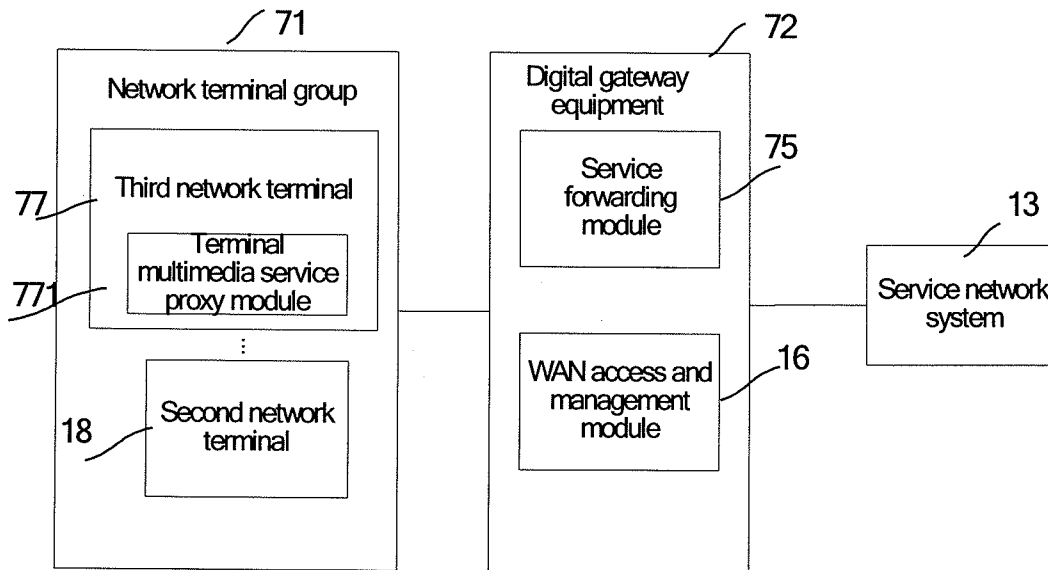 71
Network terminal group
77
Third network terminal
771
Terminal
multimedia service
proxy module
...
18
Second network
terminal
72
Digital gateway
equipment
75
Service
forwarding
module
16
WAN access and
management
module
13
Service network
system